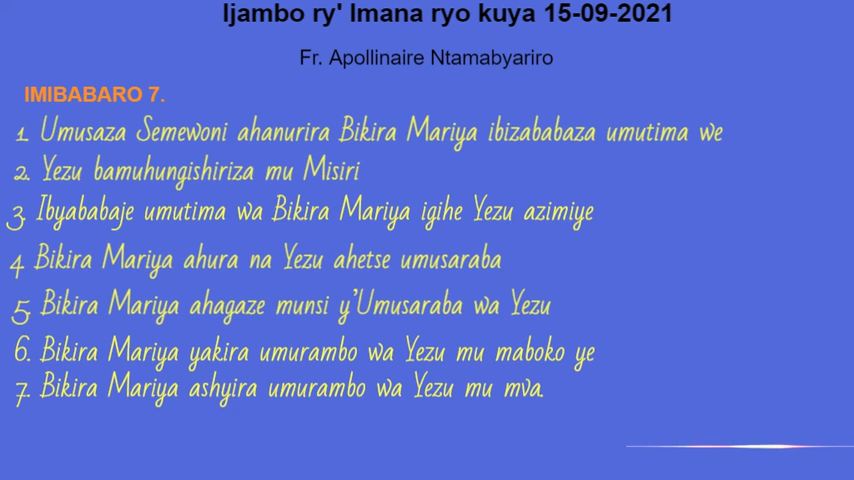 Ijambo ry' Imana ryo kuya 15-09-2021
Fr. Apollinaire Ntamabyariro
IMIBABARO 7.
1. Umusaza Semewoni ahanurira Bikira Mariya ibizababaza umutima we
2. Yezu bamuhungishiriza mu Misiri
3. Ibyababaje umutima wa Bikira Mariya igihe Yezu azimiye
4 Bikira Mariya ahura na Yezu ahetse umusaraba
5. Bikira Mariya ahagaze munsi y'Umusaraba wa Yezu
6. Bikira Mariya yakira umurambo wa Yezu mu maboko ye
7. Bikira Mariya ashyira umurambo wa Yezu mu mva.